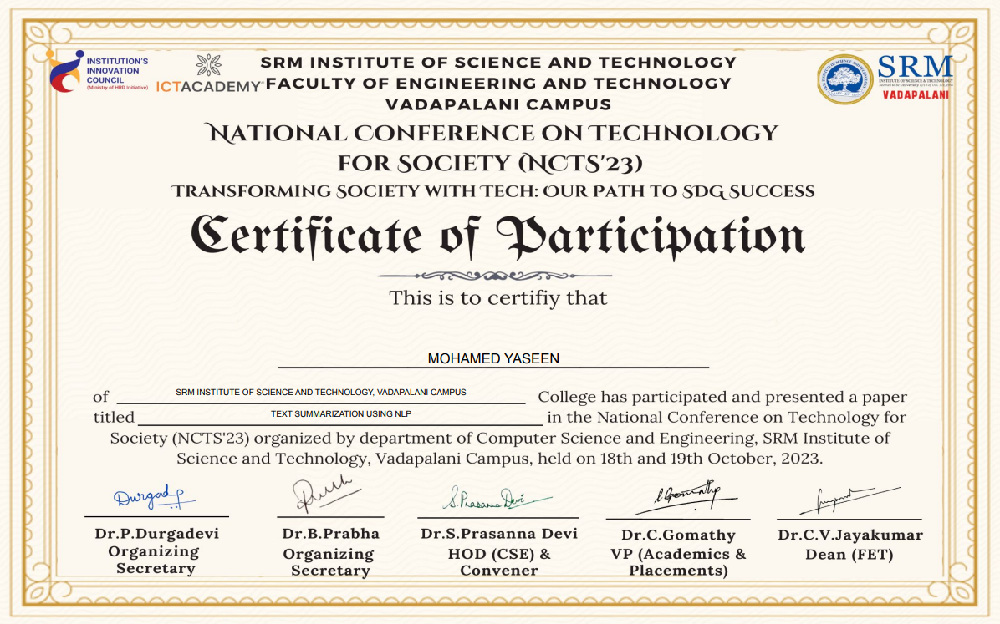 INSTITUTION'S
INNOVATION
COUNCIL
(Ministry of HRD Initiative)
ICTACADEMY
SRM INSTITUTE OF SCIENCE AND TECHNOLOGY
FACULTY OF ENGINEERING AND TECHNOLOGY
VADAPALANI CAMPUS
SRM
INSTITUTE OF SCIENCE & TECHNOLOGY
VADAPALANI
NATIONAL CONFERENCE ON TECHNOLOGY
FOR SOCIETY (NCTS'23)
TRANSFORMING SOCIETY WITH TECH: OUR PATH TO SDG SUCCESS
Certificate of Participation
This is to certifiy that
MOHAMED YASEEN
of SRM INSTITUTE OF SCIENCE AND TECHNOLOGY, VADAPALANI CAMPUS College has participated and presented a paper
titled TEXT SUMMARIZATION USING NLP in the National Conference on Technology for
Society (NCTS'23) organized by department of Computer Science and Engineering, SRM Institute of
Science and Technology, Vadapalani Campus, held on 18th and 19th October, 2023.
S.Prasanna Devi
Dr.P.Durgadevi
Organizing
Secretary
Dr.B.Prabha
Organizing
Secretary
Dr.S.Prasanna Devi
HOD (CSE) &
Convener
Dr.C.Gomathy
VP (Academics &
Placements)
Dr.C.V.Jayakumar
Dean (FET)